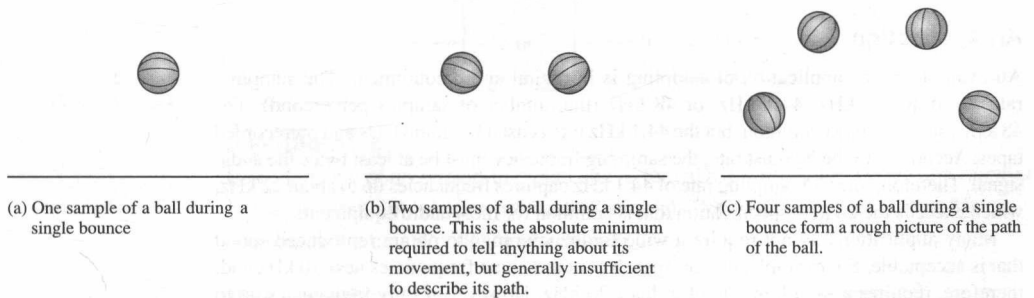 (a) One sample of a ball during a
single bounce
(b) Two samples of a ball during a single
bounce. This is the absolute minimum
required to tell anything about its
movement, but generally insufficient
to describe its path.
(c) Four samples of a ball during a single
bounce form a rough picture of the path
of the ball.